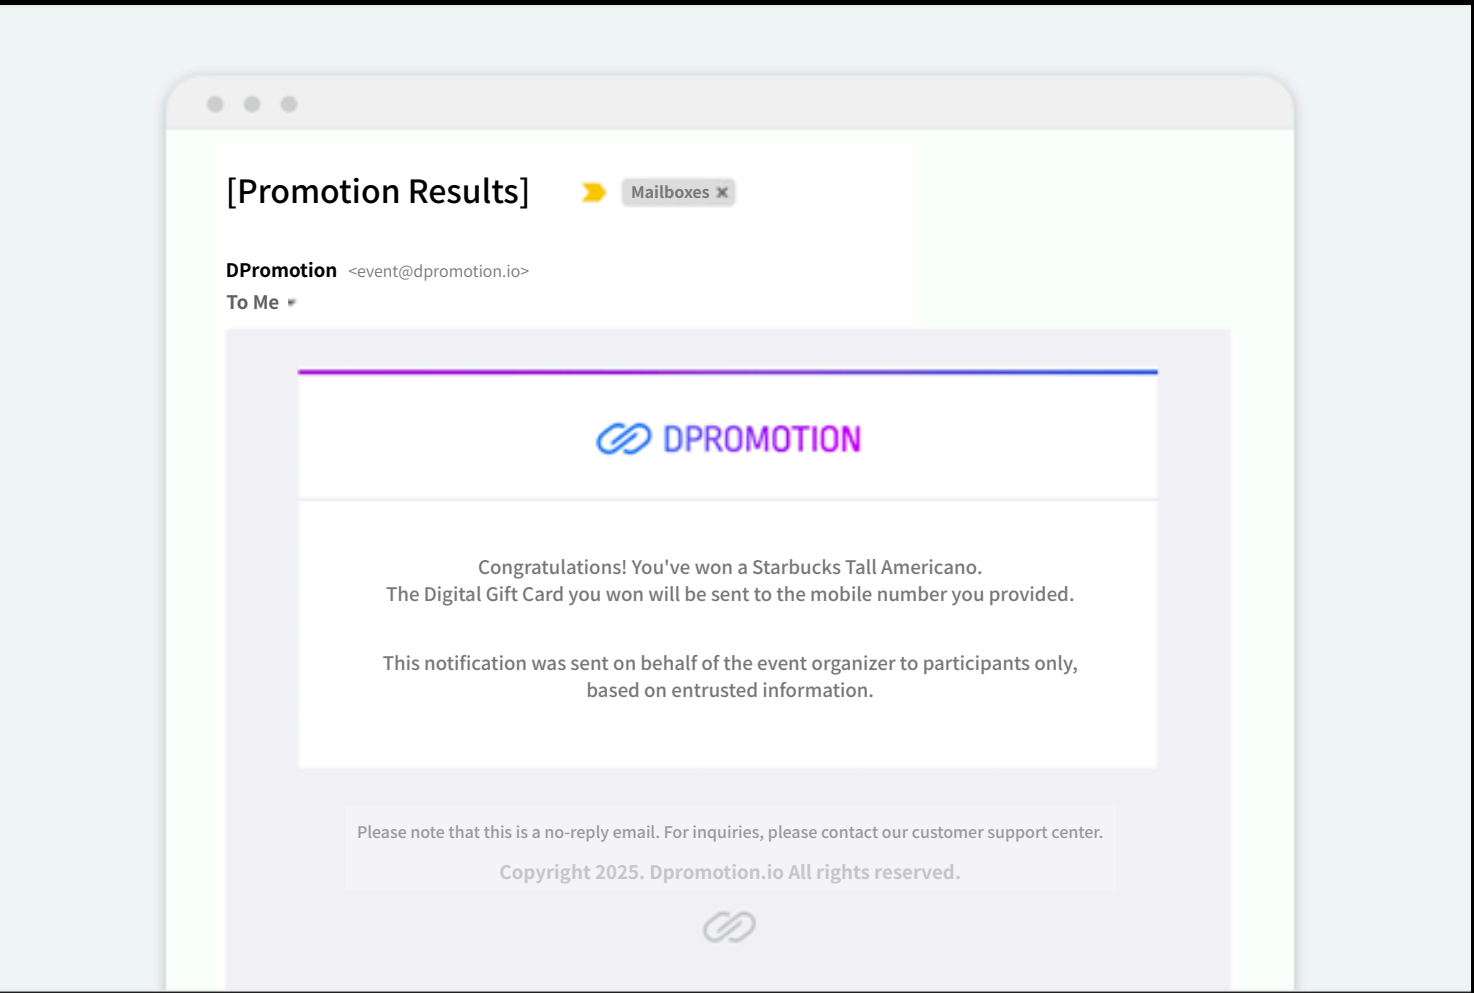 [Promotion Results]
Mailboxes
DPromotion <event@dpromotion.io>
To Me
DPROMOTION
Congratulations! You've won a Starbucks Tall Americano.
The Digital Gift Card you won will be sent to the mobile number you provided.
This notification was sent on behalf of the event organizer to participants only,
based on entrusted information.
Please note that this is a no-reply email. For inquiries, please contact our customer support center.
Copyright 2025. Dpromotion.io All rights reserved.